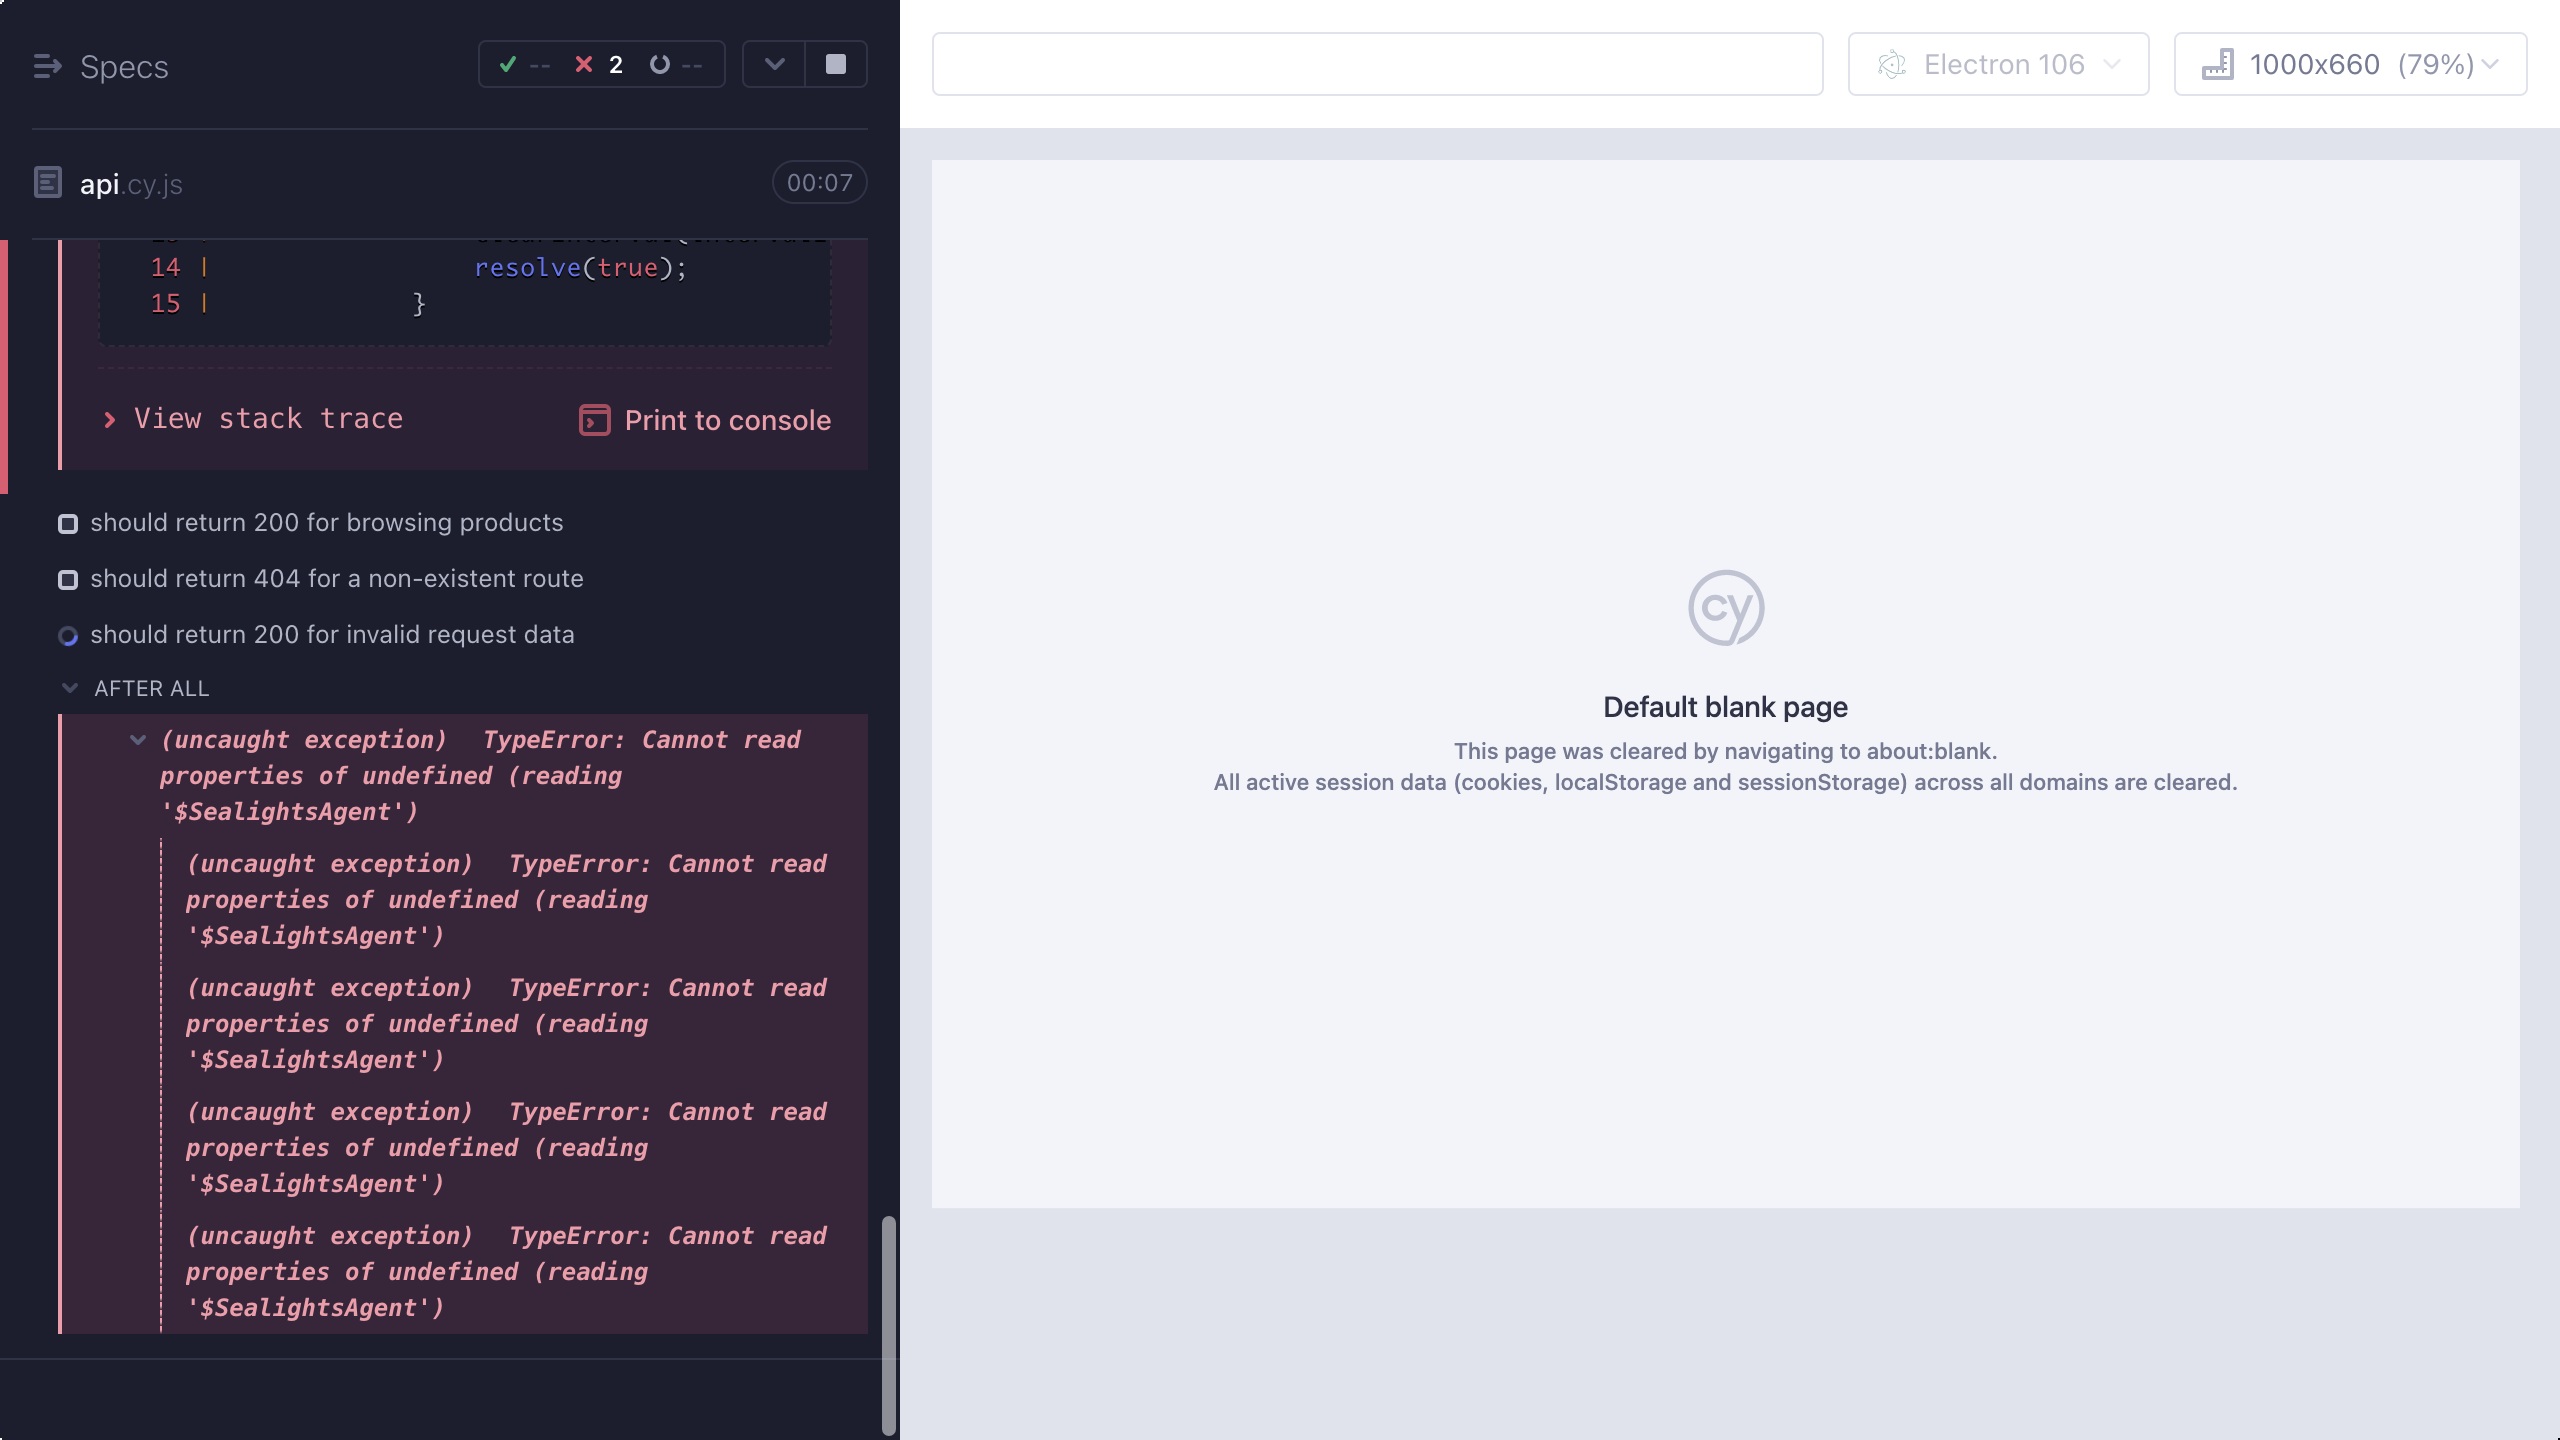 Specs
-- 2 --
api.cy.js
00:07
14 | resolve(true);
15 | }
View stack trace
Print to console
should return 200 for browsing products
should return 404 for a non-existent route
should return 200 for invalid request data
AFTER ALL
(uncaught exception) TypeError: Cannot read
properties of undefined (reading
'$SealightsAgent')
(uncaught exception) TypeError: Cannot read
properties of undefined (reading
'$SealightsAgent')
(uncaught exception) TypeError: Cannot read
properties of undefined (reading
'$SealightsAgent')
(uncaught exception) TypeError: Cannot read
properties of undefined (reading
'$SealightsAgent')
(uncaught exception) TypeError: Cannot read
properties of undefined (reading
'$SealightsAgent')
Electron 106
1000x660 (79%)
cy
Default blank page
This page was cleared by navigating to about:blank.
All active session data (cookies, localStorage and sessionStorage) across all domains are cleared.